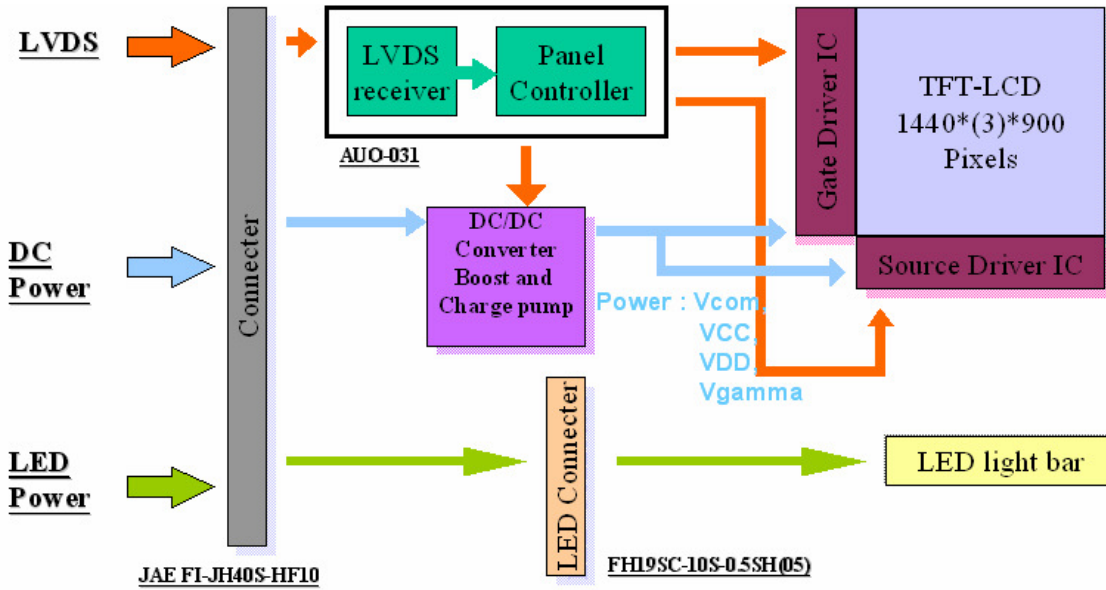 LVDS
LVDS
receiver
Panel
Controller
AUO-031
Gate Driver IC
TFT-LCD
1440*(3)*900
Pixels
Source Driver IC
DC
Power
Connecter
DC/DC
Converter
Boost and
Charge pump
Power : Vcom,
VCC,
VDD,
Vgamma
LED
Power
LED Connecter
LED light bar
JAE FI-JH40S-HF10
FH19SC-10S-0.5SH(05)